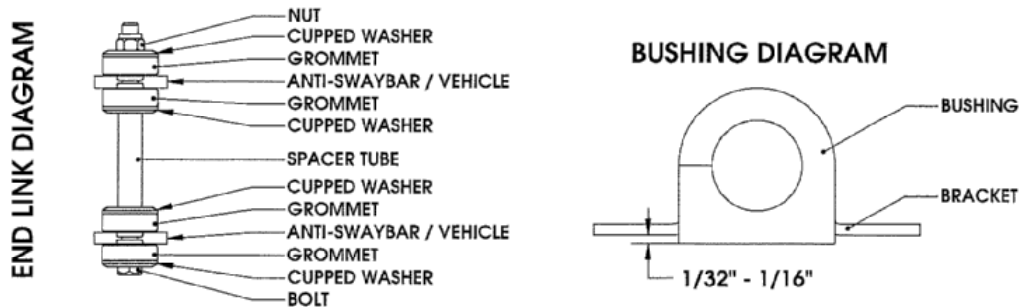 END LINK DIAGRAM
NUT
CUPPED WASHER
GROMMET
ANTI-SWAYBAR / VEHICLE
GROMMET
CUPPED WASHER
SPACER TUBE
CUPPED WASHER
GROMMET
ANTI-SWAYBAR / VEHICLE
GROMMET
CUPPED WASHER
BOLT
BUSHING DIAGRAM
BUSHING
BRACKET
1/32" - 1/16"